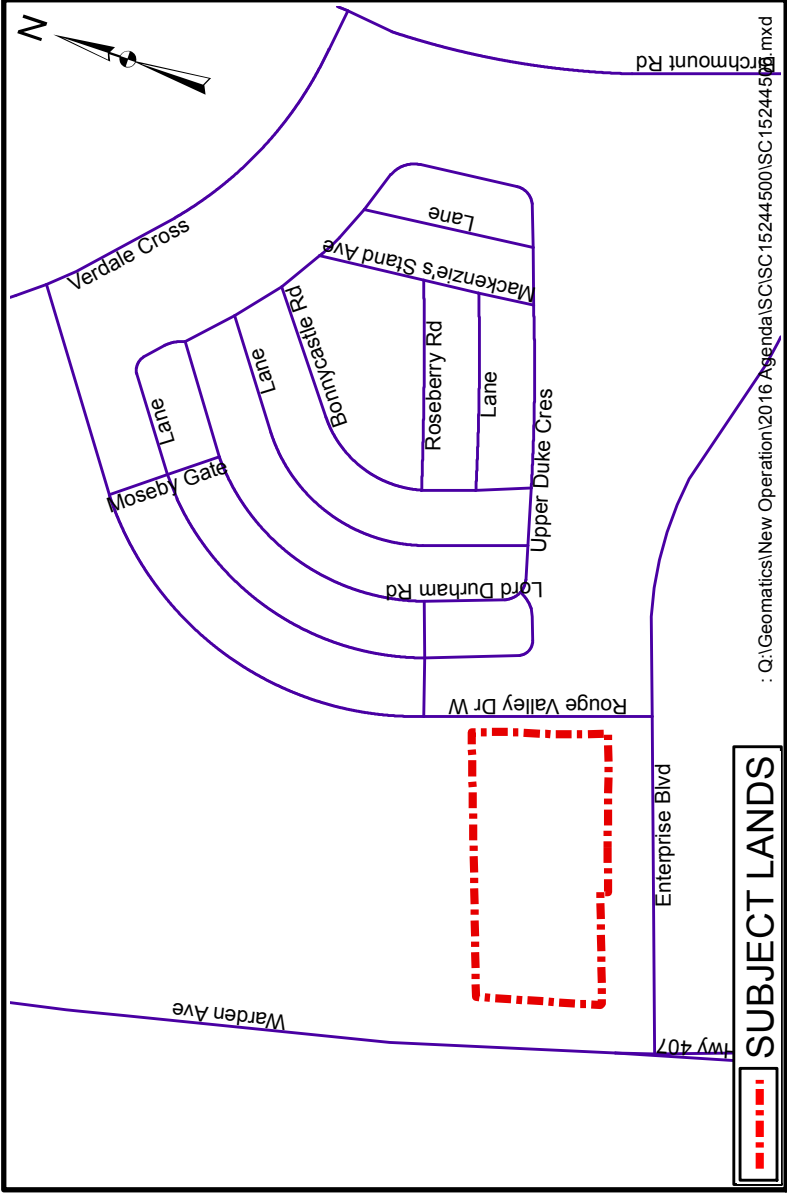 N
Birchmount Rd
Verdale Cross
Lane
Mackenzie's Stand Ave
Bonnycastle Rd
Lane
Roseberry Rd
Lane
Lane
Moseby Gate
Upper Duke Cres
Lord Durham Rd
Rouge Valley Dr W
Enterprise Blvd
Warden Ave
Hwy 407
SUBJECT LANDS
: Q:\Geomatics\New Operation\2016 Agenda\SC\SC15244500\SC15244500.mxd